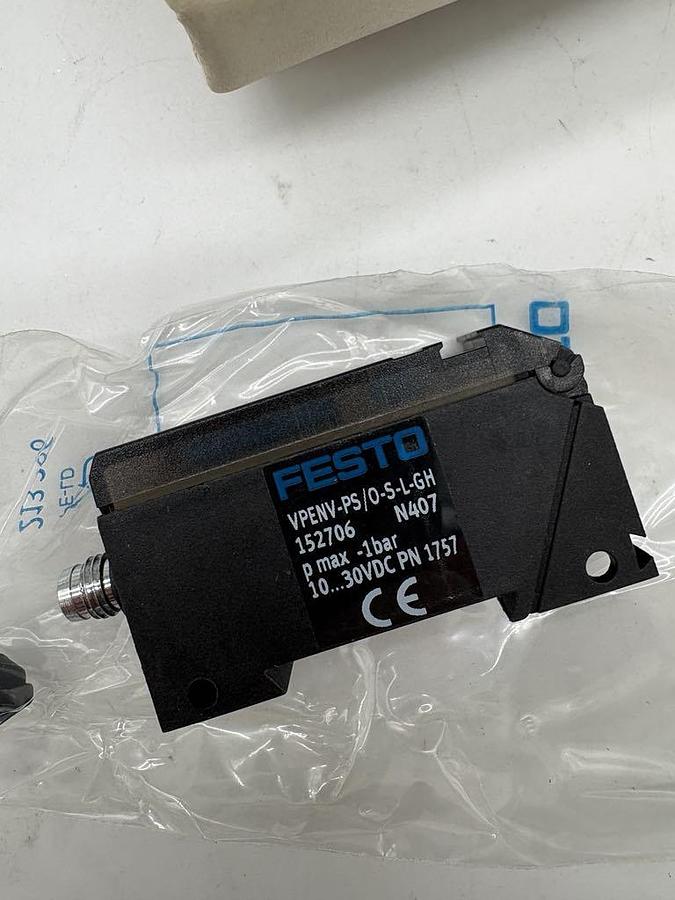 FESTO
VPENV-PS/O-S-L-GH
152706 N407
p max -1bar
10...30VDC PN 1757
CE